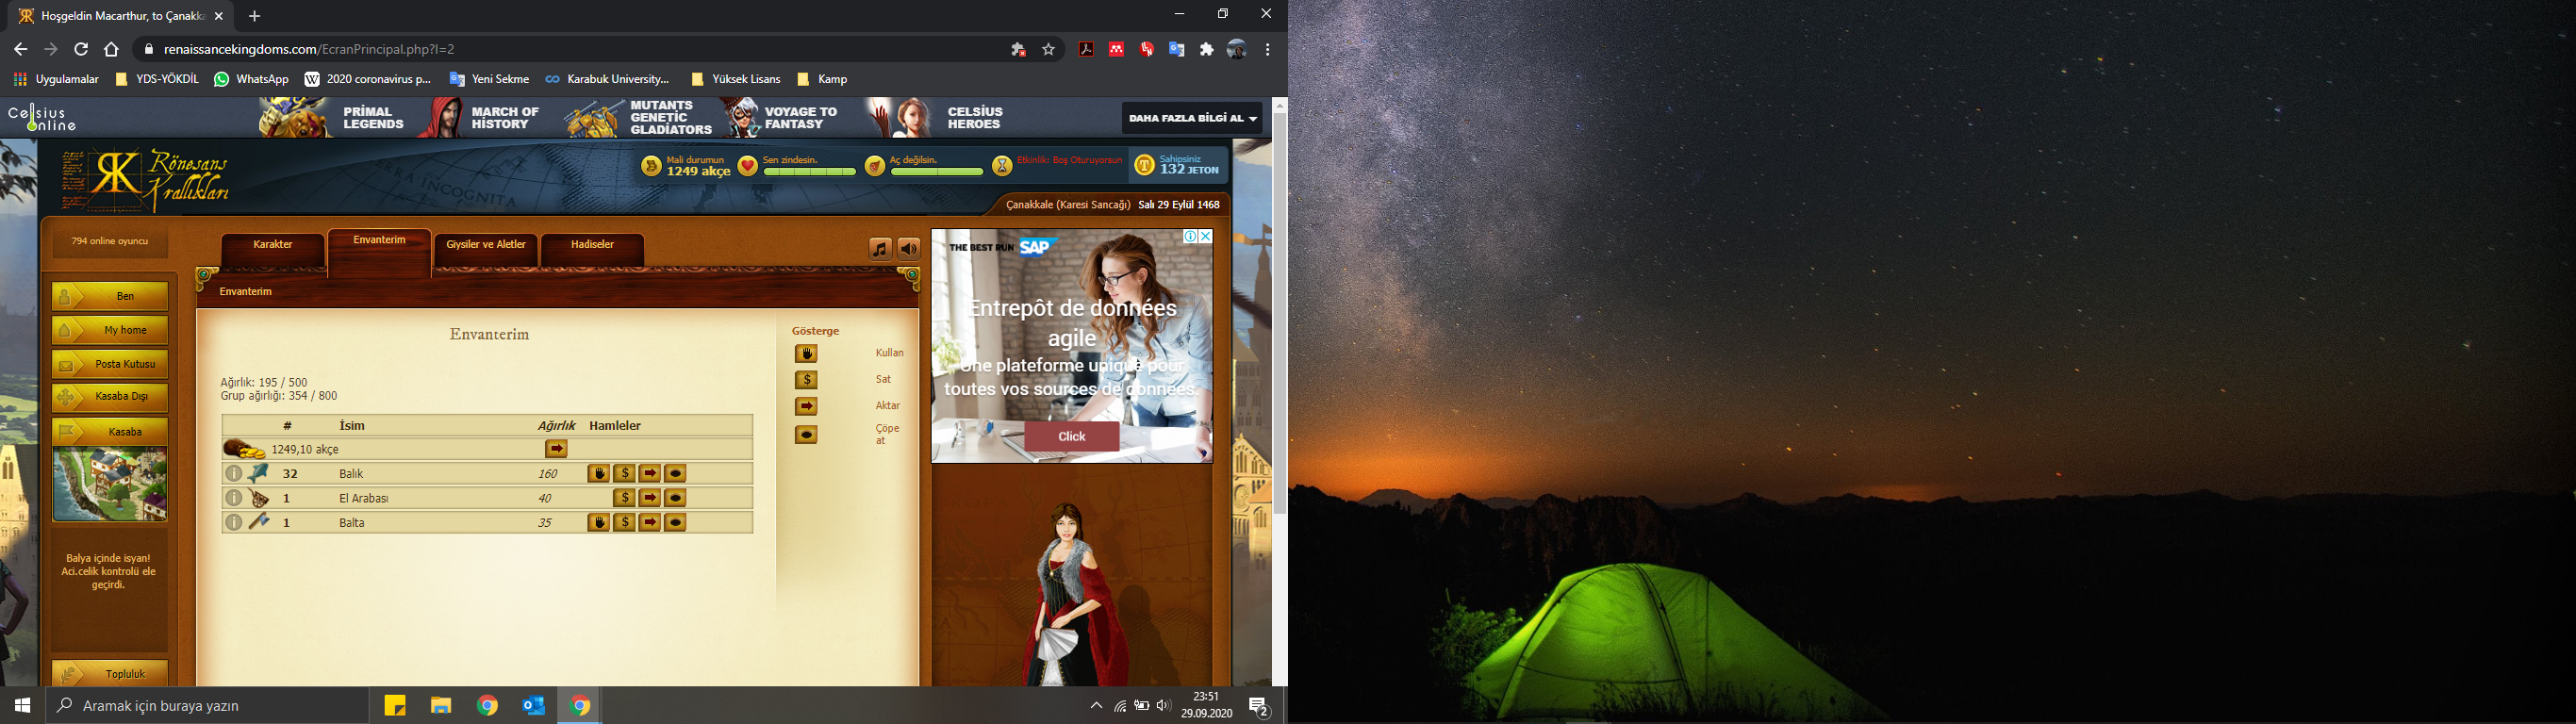 Hoşgeldin Macarthur, to Çanakka
renaissancekingdoms.com/EcranPrincipal.php?l=2
Uygulamalar
YDS-YÖKDİL
WhatsApp
2020 coronavirus p...
Yeni Sekme
Karabuk University...
Yüksek Lisans
Kamp
Celsius
online
PRİMAL
LEGENDS
MARCH OF
HİSTORY
MUTANTS
GENETİC
GLADİATORS
VOYAGE TO
FANTASY
CELSİUS
HEROES
DAHA FAZLA BİLGİ AL
RK
Rönesans
Krallıkları
Mali durumun
1249 akçe
Sen zindesin.
Aç değilsin.
Etkinlik: Boş Oturuyorsun
Sahipsiniz
132 JETON
Çanakkale (Karesi Sancağı) Salı 29 Eylül 1468
794 online oyuncu
Karakter
Envanterim
Giysiler ve Aletler
Hadiseler
Ben
My home
Posta Kutusu
Kasaba Dışı
Kasaba
Balya içinde isyan!
Aci.celik kontrolü ele
geçirdi.
Topluluk
Envanterim
Envanterim
Ağırlık: 195 / 500
Grup ağırlığı: 354 / 800
# İsim Ağırlık Hamleler
1249,10 akçe
32 Balık 160
1 El Arabası 40
1 Balta 35
Gösterge
Kullan
Sat
Aktar
Çöpe
at
THE BEST RUN SAP
Entrepôt de données
agile
Une plateforme unique pour
toutes vos sources de données.
Click
Aramak için buraya yazın
23:51
29.09.2020
2